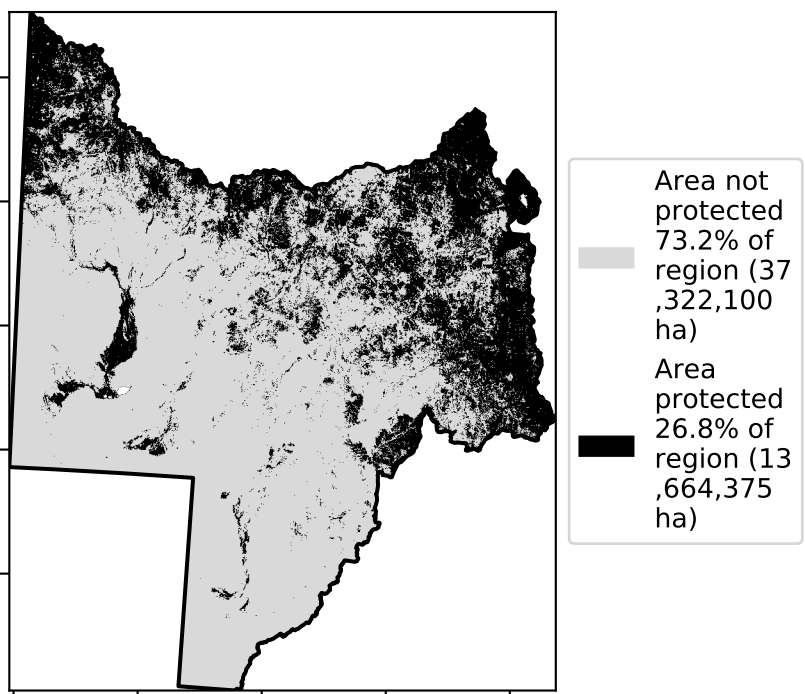 Area not
protected
73.2% of
region (37
,322,100
ha)
Area
protected
26.8% of
region (13
,664,375
ha)